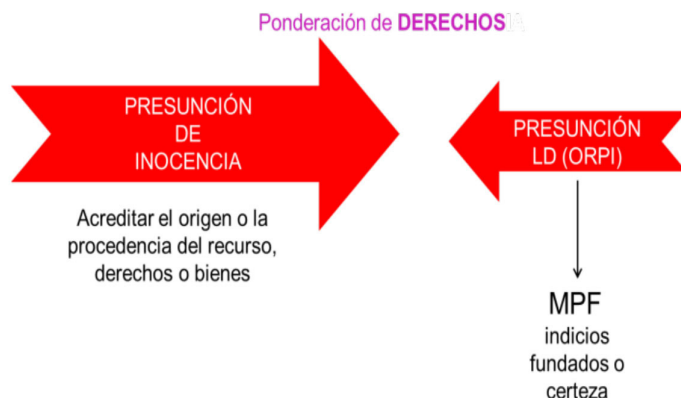 Ponderación de DERECHOS
PRESUNCIÓN
DE
INOCENCIA
Acreditar el origen o la
procedencia del recurso,
derechos o bienes
PRESUNCIÓN
LD (ORPI)
MPF
indicios
fundados o
certeza